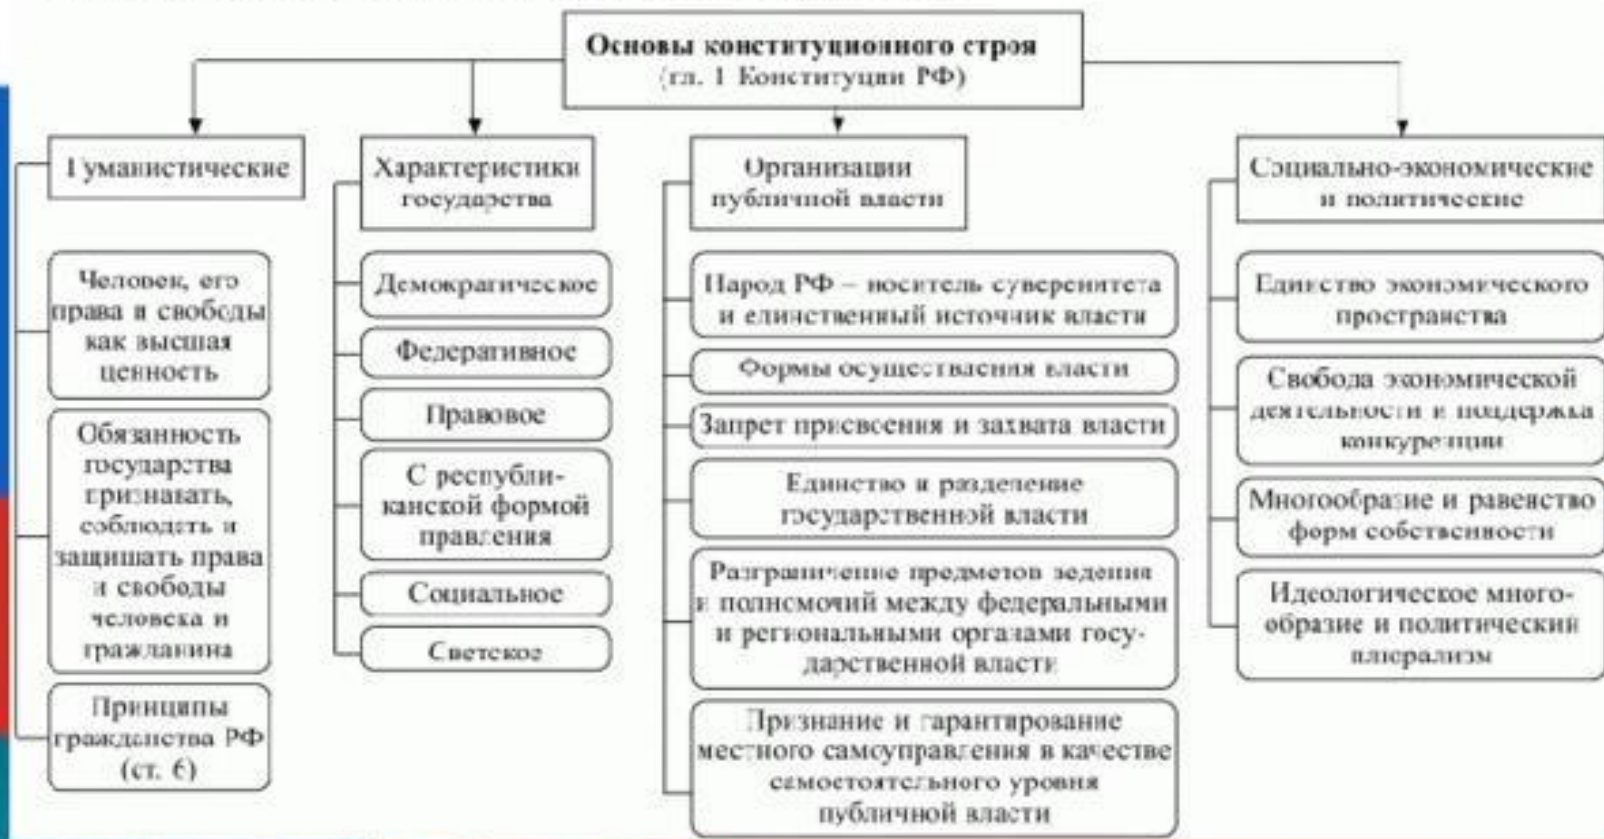 Основы конституционного строя
(гл. 1 Конституции РФ)
Гуманистические
Человек, его
права и свободы
как высшая
ценность
Обязанность
государства
признавать,
соблюдать и
защищать права
и свободы
человека и
гражданина
Принципы
гражданства РФ
(ст. 6)
Характеристики
государства
Демократическое
Федеративное
Правовое
С республи-
канской формой
правления
Социальное
Светское
Организации
публичной власти
Народ РФ – носитель суверенитета
и единственный источник власти
Формы осуществления власти
Запрет присвоения и захвата власти
Единство и разделение
государственной власти
Разграничение предметов ведения
и полномочий между федеральными
и региональными органами госу-
дарственной власти
Признание и гарантирование
местного самоуправления в качестве
самостоятельного уровня
публичной власти
Социально-экономические
и политические
Единство экономического
пространства
Свобода экономической
деятельности и поддержка
конкуренции
Многообразие и равенство
форм собственности
Идеологическое много-
образие и политический
плюрализм